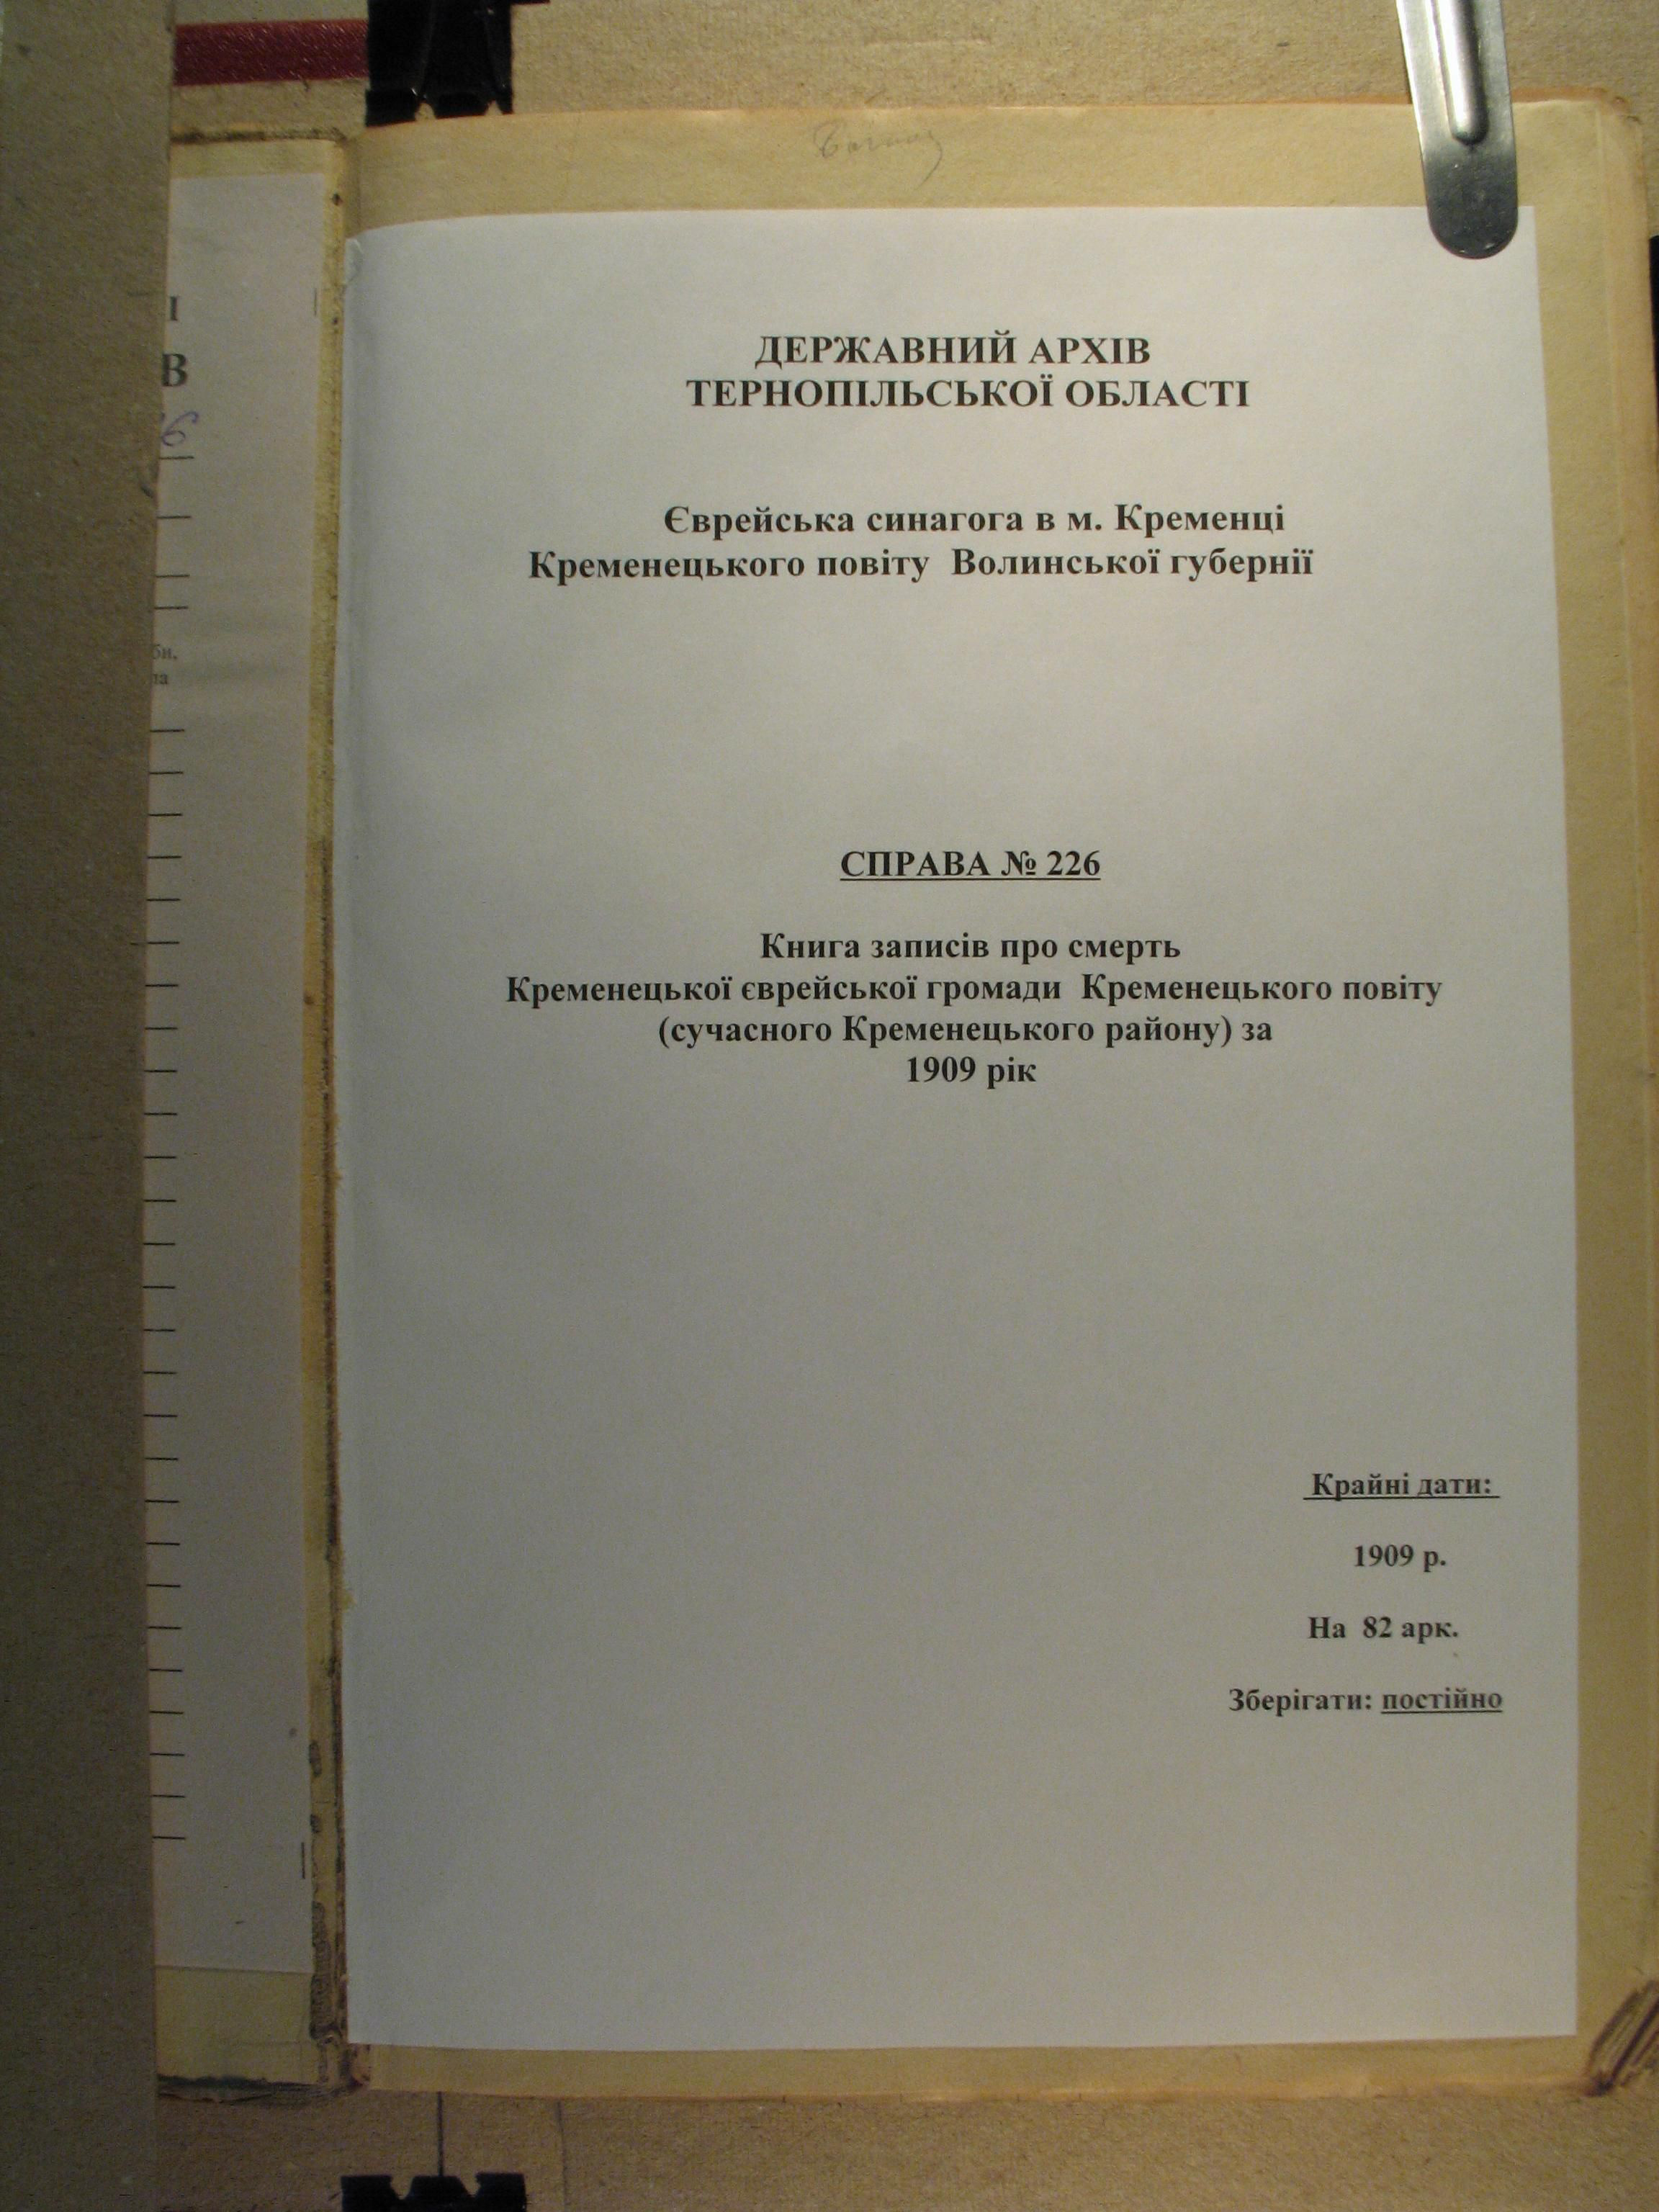 ДЕРЖАВНИЙ АРХІВ
ТЕРНОПІЛЬСЬКОЇ ОБЛАСТІ
Єврейська синагога в м. Кременці
Кременецького повіту Волинської губернії
СПРАВА № 226
Книга записів про смерть
Кременецької єврейської громади Кременецького повіту
(сучасного Кременецького району) за
1909 рік
Крайні дати:
1909 р.
На 82 арк.
Зберігати: постійно